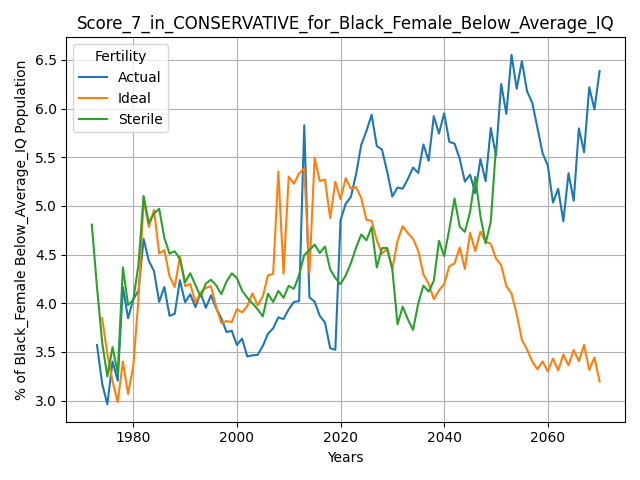 Score_7_in_CONSERVATIVE_for_Black_Female_Below_Average_IQ
% of Black_Female Below_Average_IQ Population
6.5
6.0
5.5
5.0
4.5
4.0
3.5
3.0
Fertility
Actual
Ideal
Sterile
1980
2000
2020
2040
2060
Years